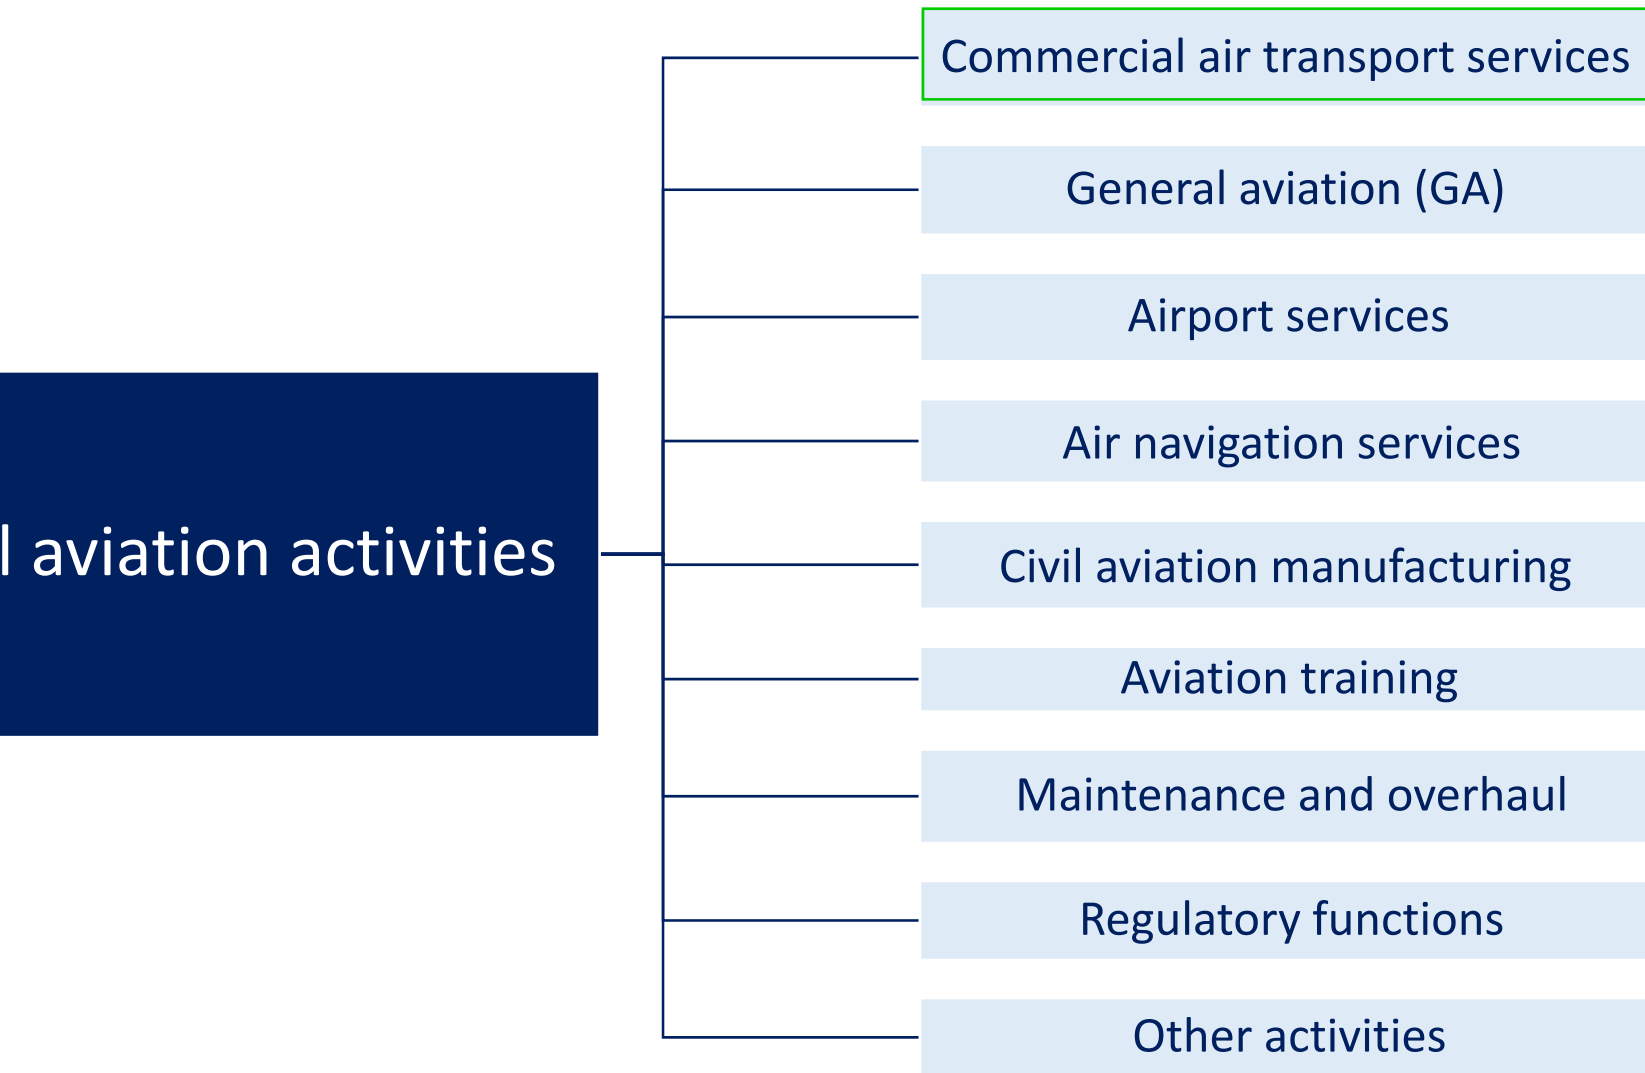 l aviation activities
Commercial air transport services
General aviation (GA)
Airport services
Air navigation services
Civil aviation manufacturing
Aviation training
Maintenance and overhaul
Regulatory functions
Other activities